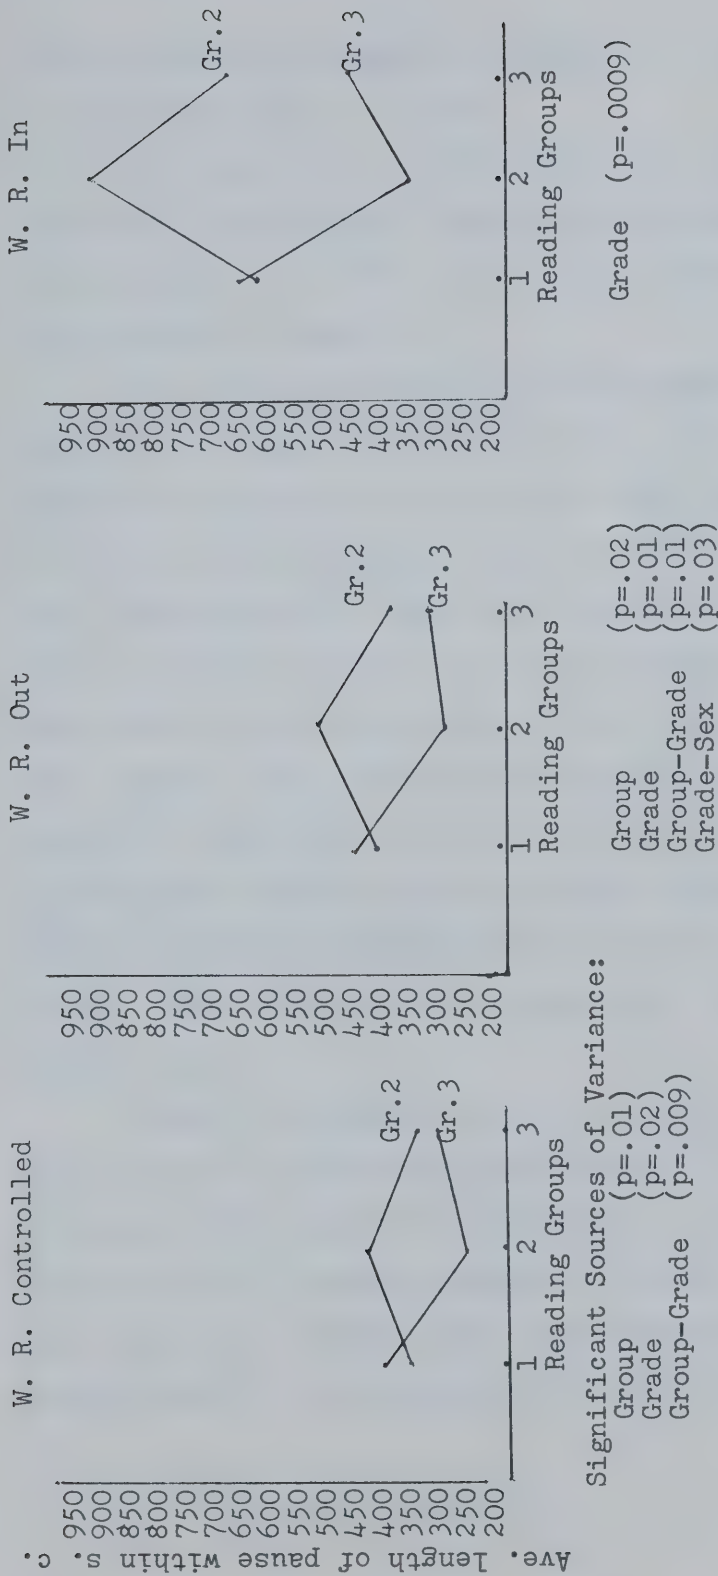 W. R. Controlled
Ave. length of pause within s. c.
950
900
850
800
750
700
650
600
550
500
450
400
350
300
250
200
Gr.2
Gr.3
1 2 3
Reading Groups
W. R. Out
950
900
850
800
750
700
650
600
550
500
450
400
350
300
250
200
Gr.2
Gr.3
1 2 3
Reading Groups
W. R. In
950
900
850
800
750
700
650
600
550
500
450
400
350
300
250
200
Gr.2
Gr.3
1 2 3
Reading Groups
Significant Sources of Variance:
Group (p=.01)
Grade (p=.02)
Group-Grade (p=.009)
Group (p=.02)
Grade (p=.01)
Group-Grade (p=.01)
Grade-Sex (p=.03)
Grade (p=.0009)